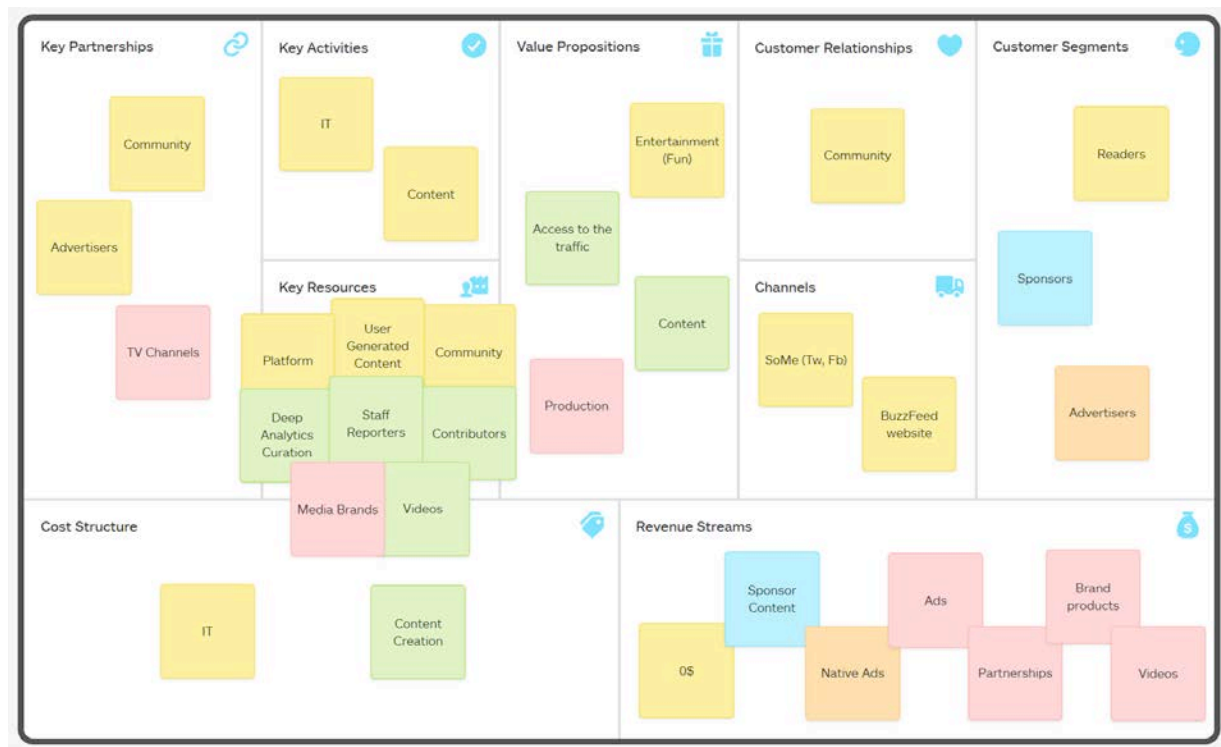 Key Partnerships
Community
Advertisers
TV Channels
Key Activities
IT
Content
Key Resources
Platform
User
Generated
Content
Community
Deep
Analytics
Curation
Staff
Reporters
Contributors
Media Brands
Videos
Value Propositions
Entertainment
(Fun)
Access to the
traffic
Content
Production
Customer Relationships
Community
Channels
SoMe (Tw, Fb)
BuzzFeed
website
Customer Segments
Readers
Sponsors
Advertisers
Cost Structure
IT
Content
Creation
Revenue Streams
$
0$
Sponsor
Content
Native Ads
Ads
Partnerships
Brand
products
Videos